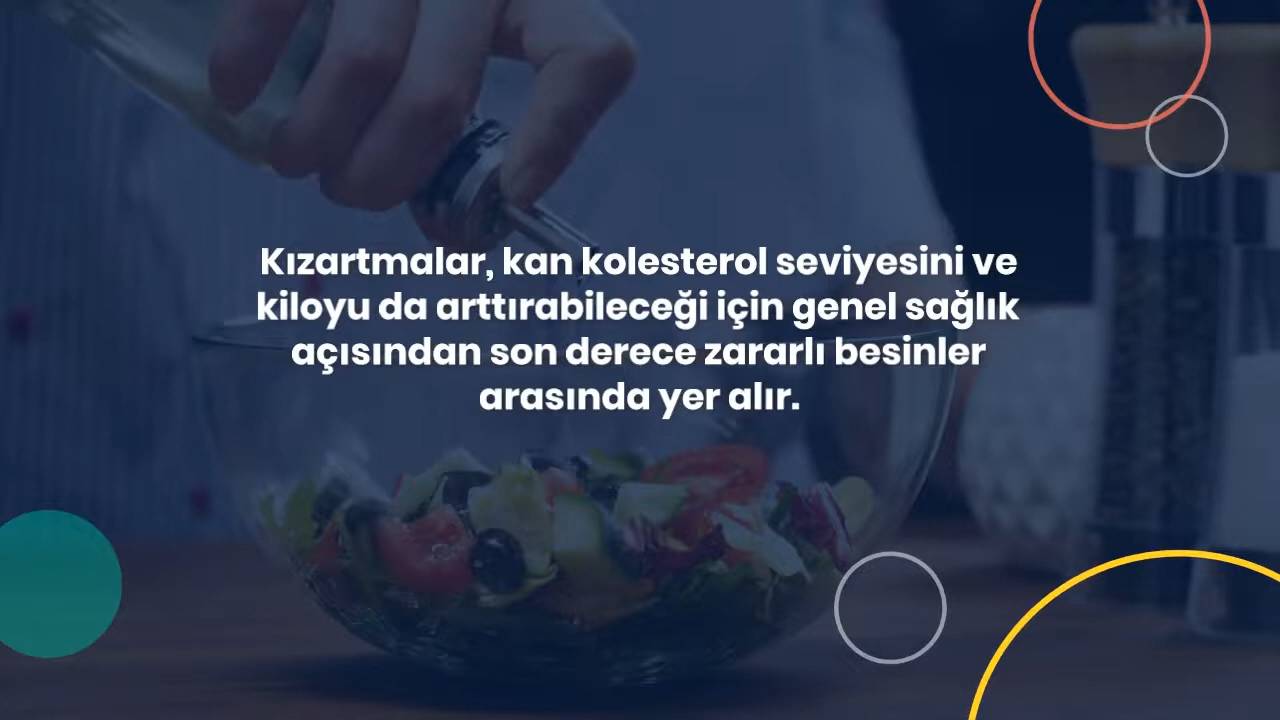 Kızartmalar, kan kolesterol seviyesini ve
kiloyu da arttırabileceği için genel sağlık
açısından son derece zararlı besinler
arasında yer alır.